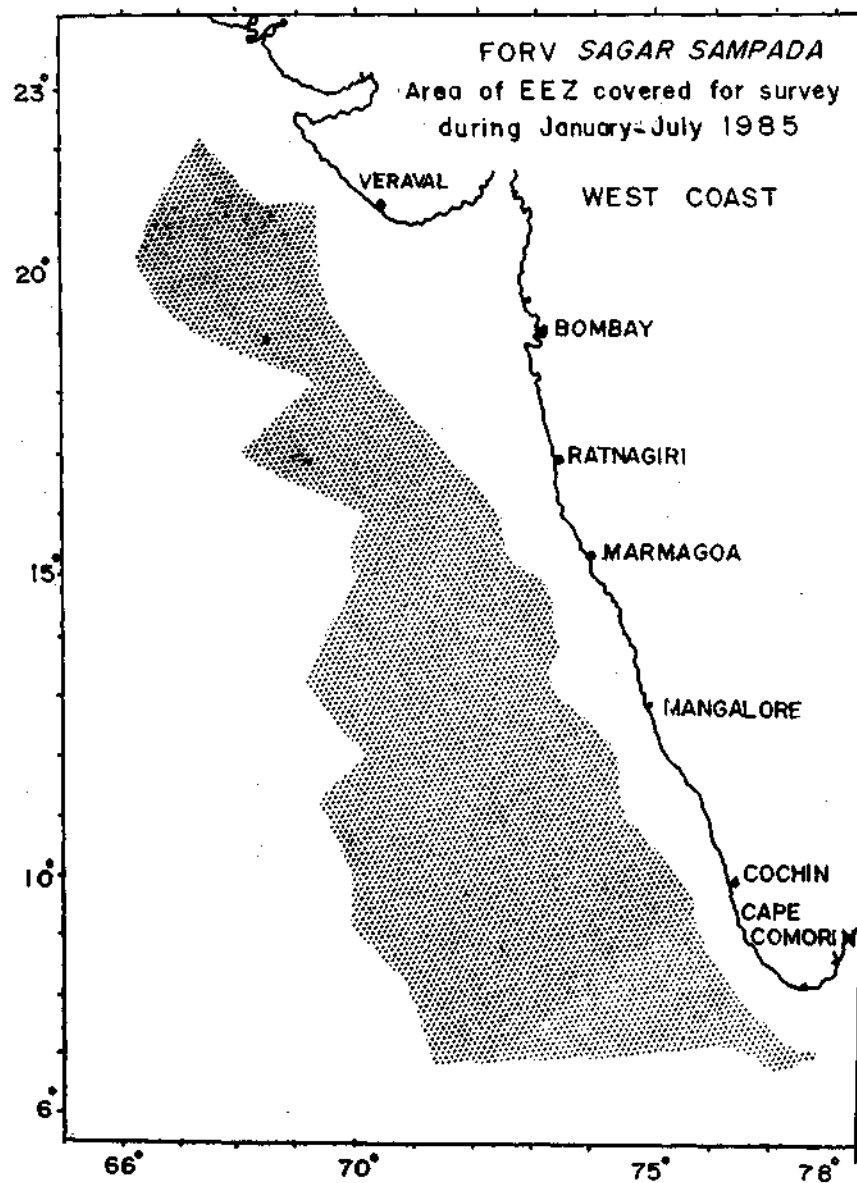 FORV SAGAR SAMPADA
Area of EEZ covered for survey
during January-July 1985
23°
VERAVAL
WEST COAST
20°
BOMBAY
RATNAGIRI
15°
MARMAGOA
MANGALORE
10°
COCHIN
CAPE
COMORIN
6°
66°
70°
75°
78°